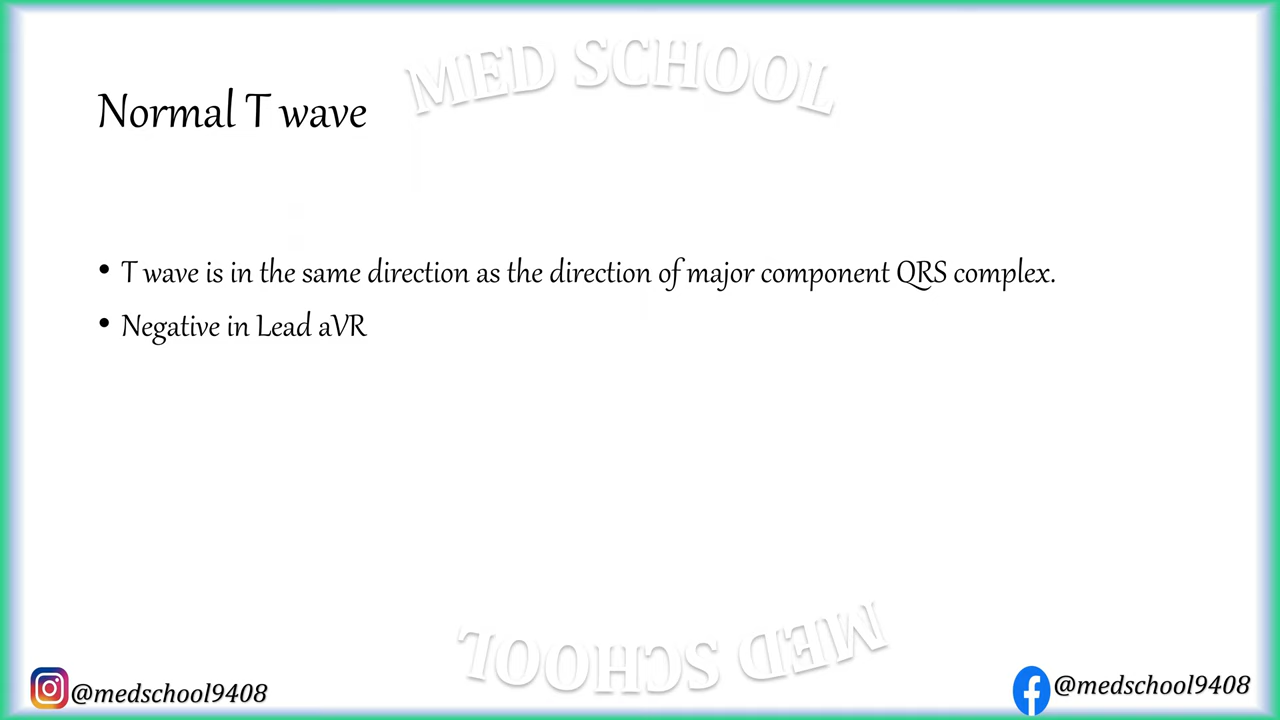 MED SCHOOL
Normal T wave
• T wave is in the same direction as the direction of major component QRS complex.
• Negative in Lead aVR
MED SCHOOL
@medschool9408
@medschool9408